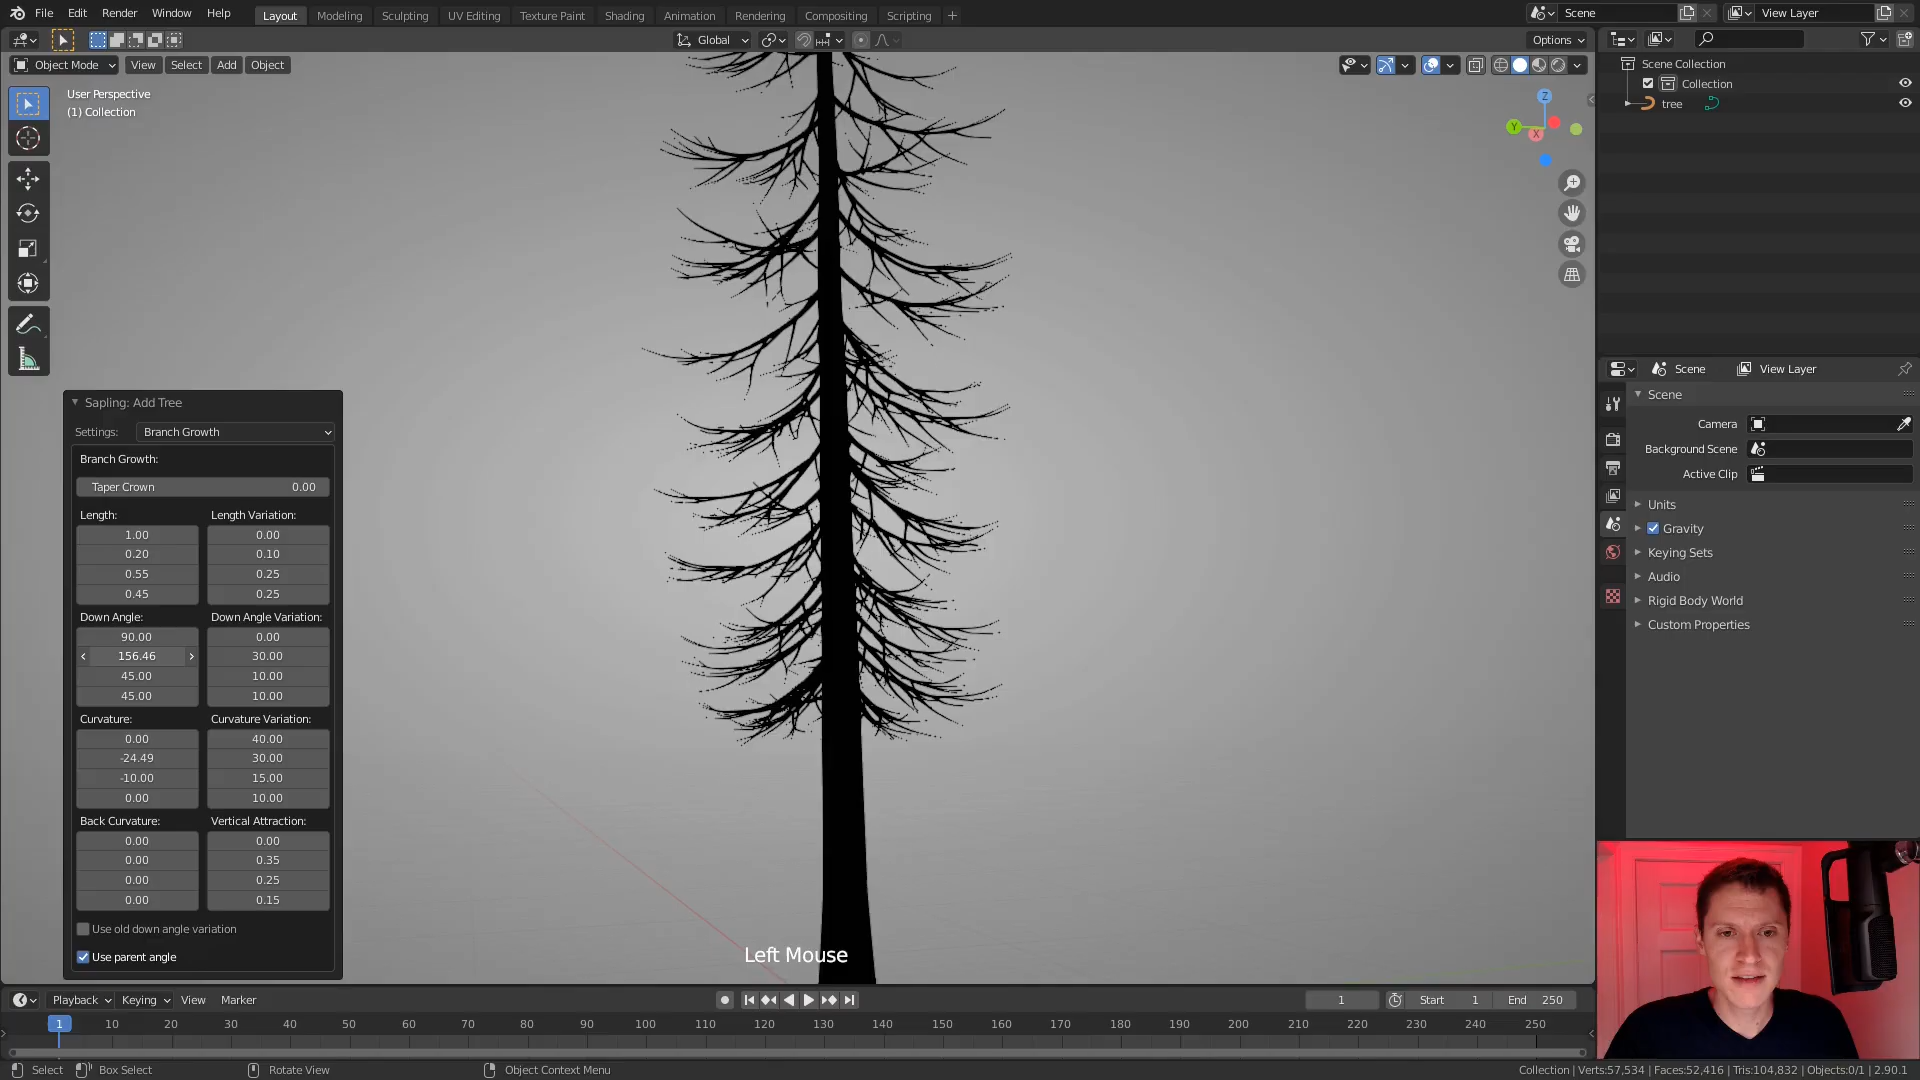 File Edit Render Window Help Layout Modeling Sculpting UV Editing Texture Paint Shading Animation Rendering Compositing Scripting Scene View Layer
Global Options
Object Mode View Select Add Object
User Perspective
(1) Collection
Z
Y
X
Scene Collection
Collection
tree
Scene View Layer
Scene
Camera
Background Scene
Active Clip
Units
Gravity
Keying Sets
Audio
Rigid Body World
Custom Properties
Sapling: Add Tree
Settings: Branch Growth
Branch Growth:
Taper Crown 0.00
Length: Length Variation:
1.00 0.00
0.20 0.10
0.55 0.25
0.45 0.25
Down Angle: Down Angle Variation:
90.00 0.00
156.46 30.00
45.00 10.00
45.00 10.00
Curvature: Curvature Variation:
0.00 40.00
-24.49 30.00
-10.00 15.00
0.00 10.00
Back Curvature: Vertical Attraction:
0.00 0.00
0.00 0.35
0.00 0.25
0.00 0.15
Use old down angle variation
Use parent angle
Left Mouse
Playback Keying View Marker 1 Start 1 End 250
1 10 20 30 40 50 60 70 80 90 100 110 120 130 140 150 160 170 180 190 200 210 220 230 240 250
Select Box Select Rotate View Object Context Menu Collection | Verts:57,534 | Faces:52,416 | Tris:104,832 | Objects:0/1 | 2.90.1